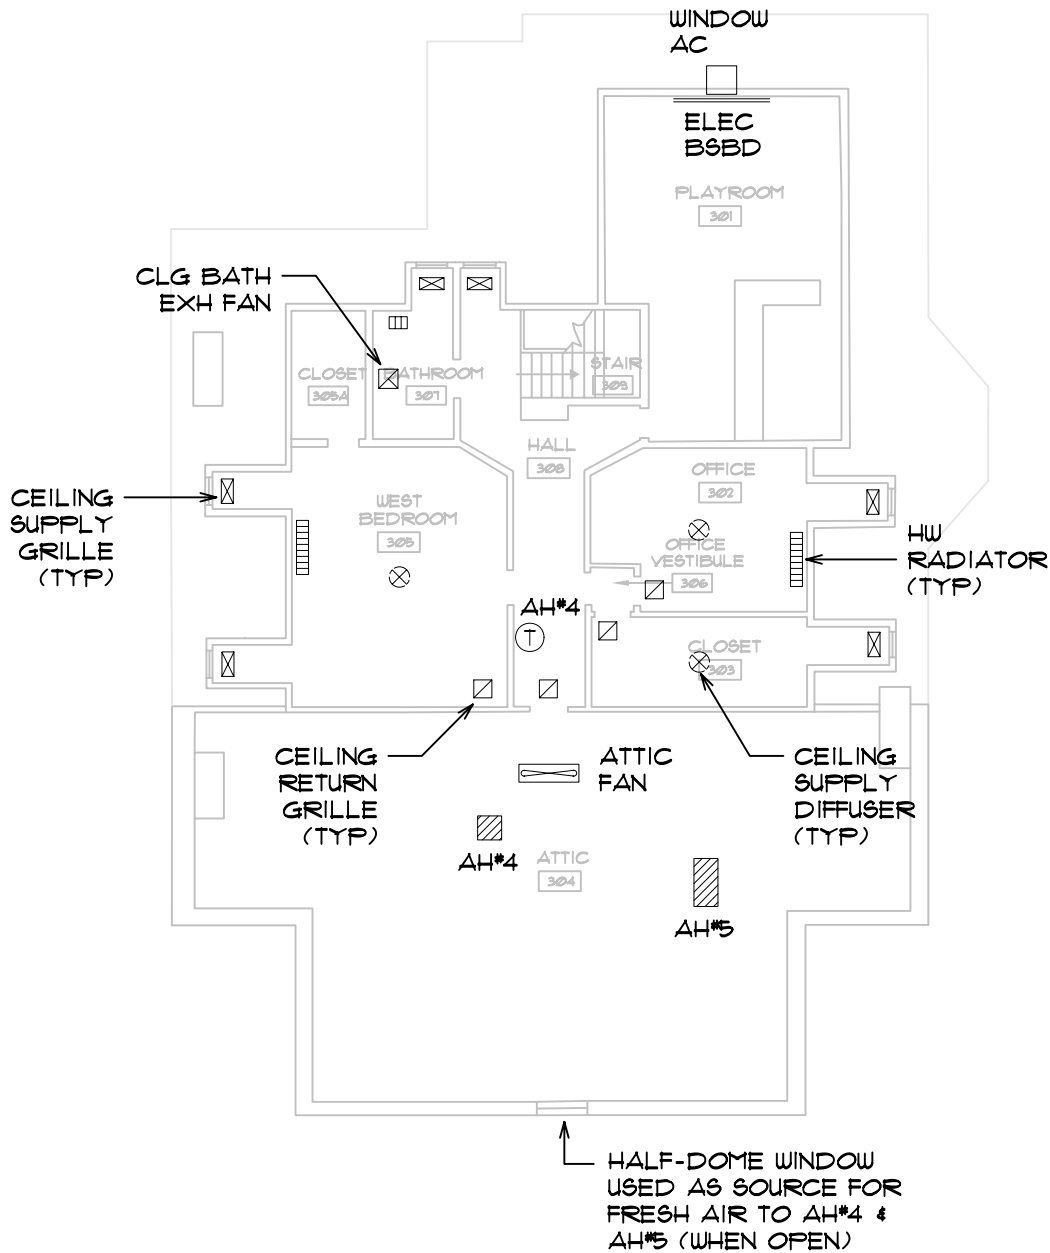 WINDOW
AC
ELEC
BSBD
PLAYROOM
301
CLG BATH
EXH FAN
CLOSET
305A
BATHROOM
307
STAIR
309
HALL
308
OFFICE
302
WEST
BEDROOM
305
CEILING
SUPPLY
GRILLE
(TYP)
HW
RADIATOR
(TYP)
OFFICE
VESTIBULE
306
AH#4
T
CLOSET
303
CEILING
RETURN
GRILLE
(TYP)
ATTIC
FAN
CEILING
SUPPLY
DIFFUSER
(TYP)
AH#4
ATTIC
304
AH#5
HALF-DOME WINDOW
USED AS SOURCE FOR
FRESH AIR TO AH#4 &
AH#5 (WHEN OPEN)